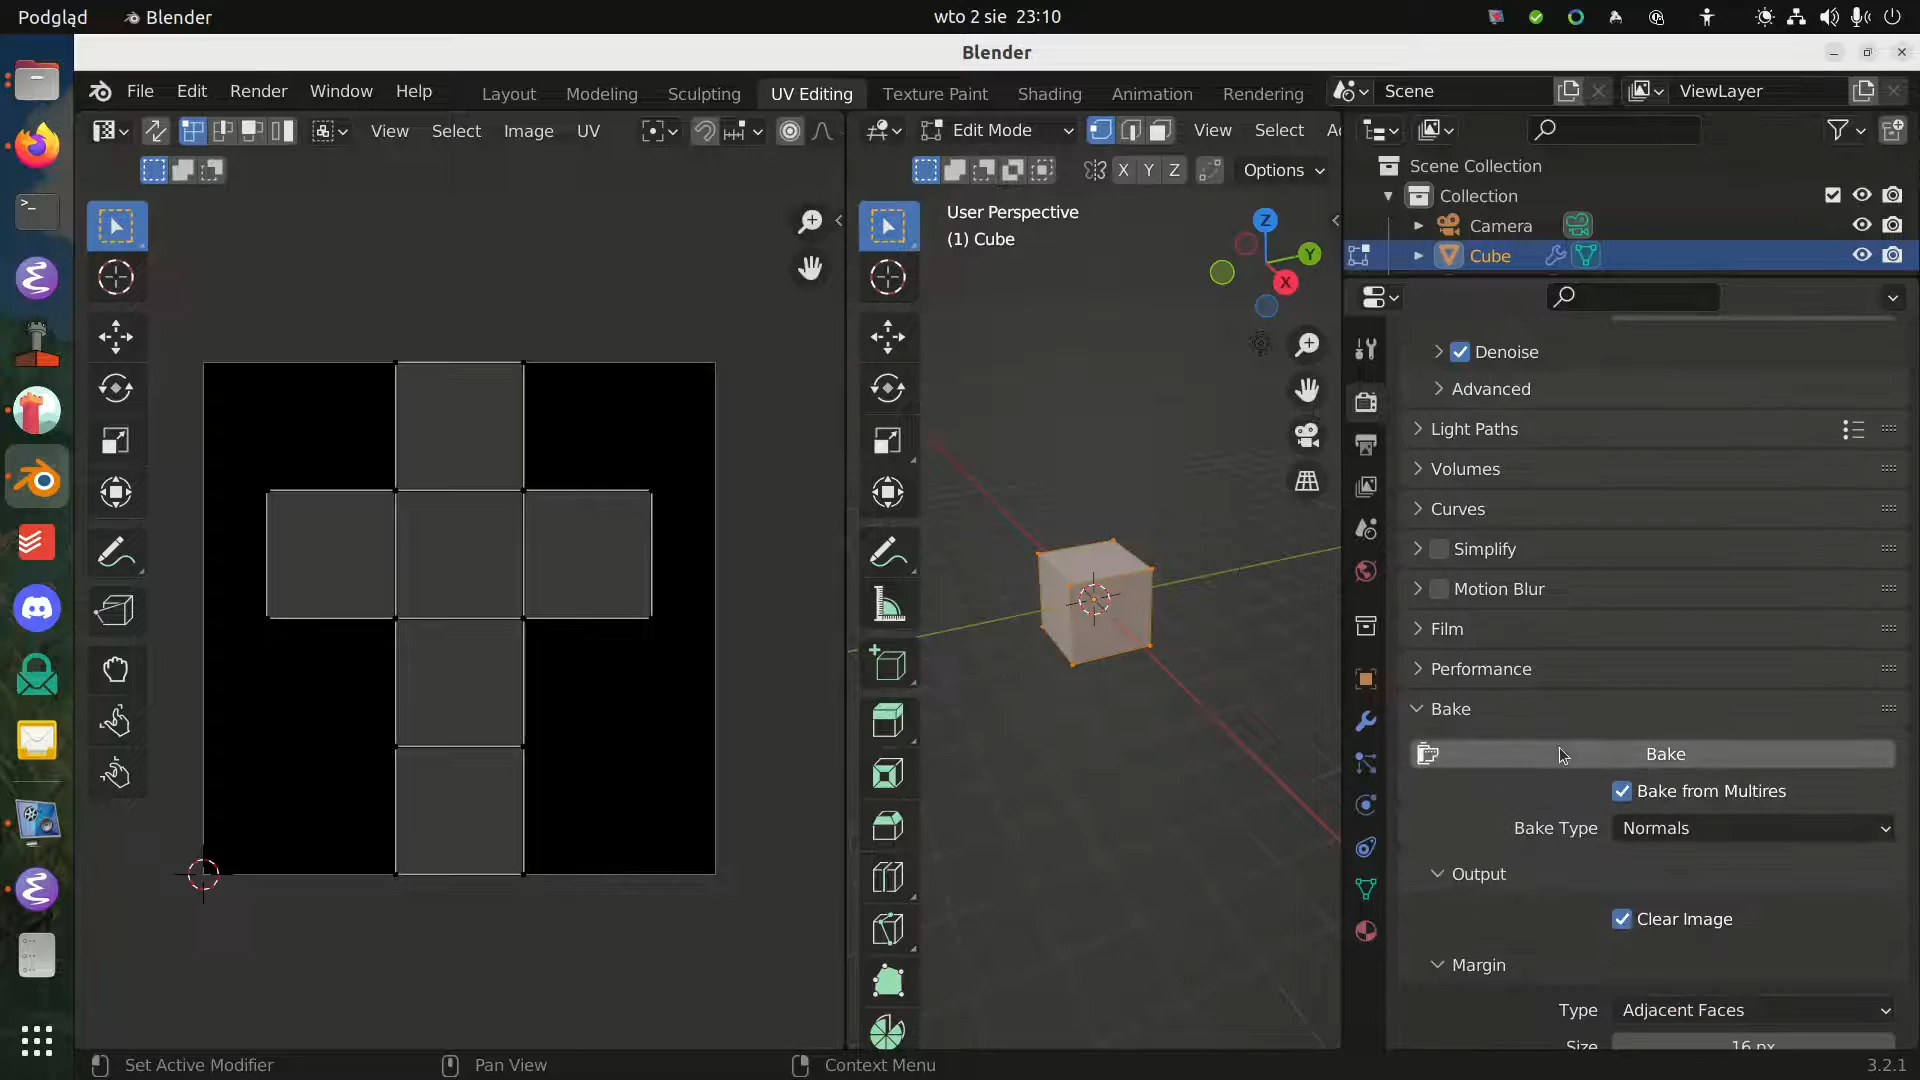 Podgląd
Blender
wto 2 sie 23:10
Blender
File Edit Render Window Help
Layout Modeling Sculpting UV Editing Texture Paint Shading Animation Rendering
Scene
ViewLayer
View Select Image UV
Edit Mode
View Select Ad
X Y Z
Options
User Perspective
(1) Cube
Z
Y
X
Scene Collection
Collection
Camera
Cube
Denoise
Advanced
Light Paths
Volumes
Curves
Simplify
Motion Blur
Film
Performance
Bake
Bake
Bake from Multires
Bake Type Normals
Output
Clear Image
Margin
Type Adjacent Faces
Size 16 px
Set Active Modifier
Pan View
Context Menu
3.2.1